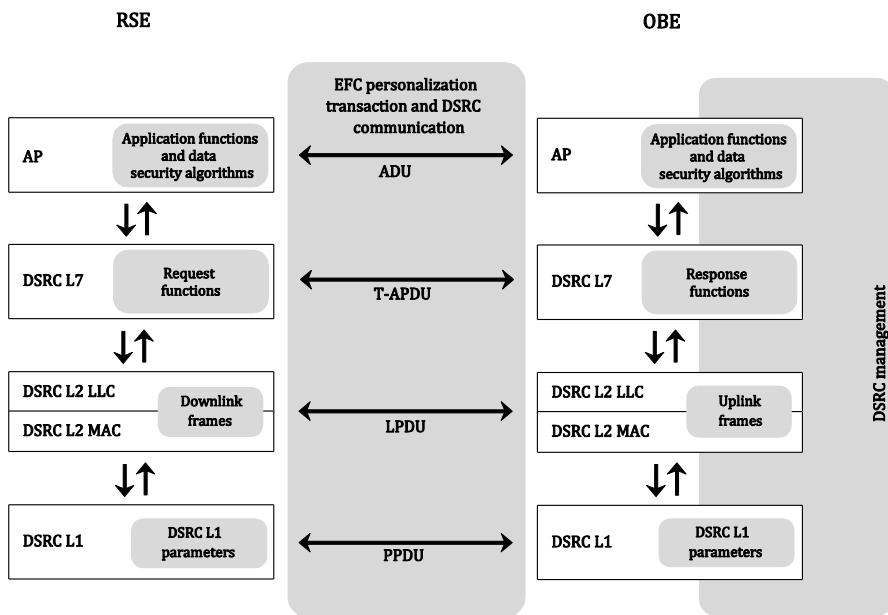 RSE
OBE
EFC personalization
transaction and DSRC
communication
AP
Application functions
and data
security algorithms
ADU
AP
Application functions
and data
security algorithms
DSRC L7
Request
functions
T-APDU
DSRC L7
Response
functions
DSRC management
DSRC L2 LLC
DSRC L2 MAC
Downlink
frames
LPDU
DSRC L2 LLC
DSRC L2 MAC
Uplink
frames
DSRC L1
DSRC L1
parameters
PPDU
DSRC L1
DSRC L1
parameters